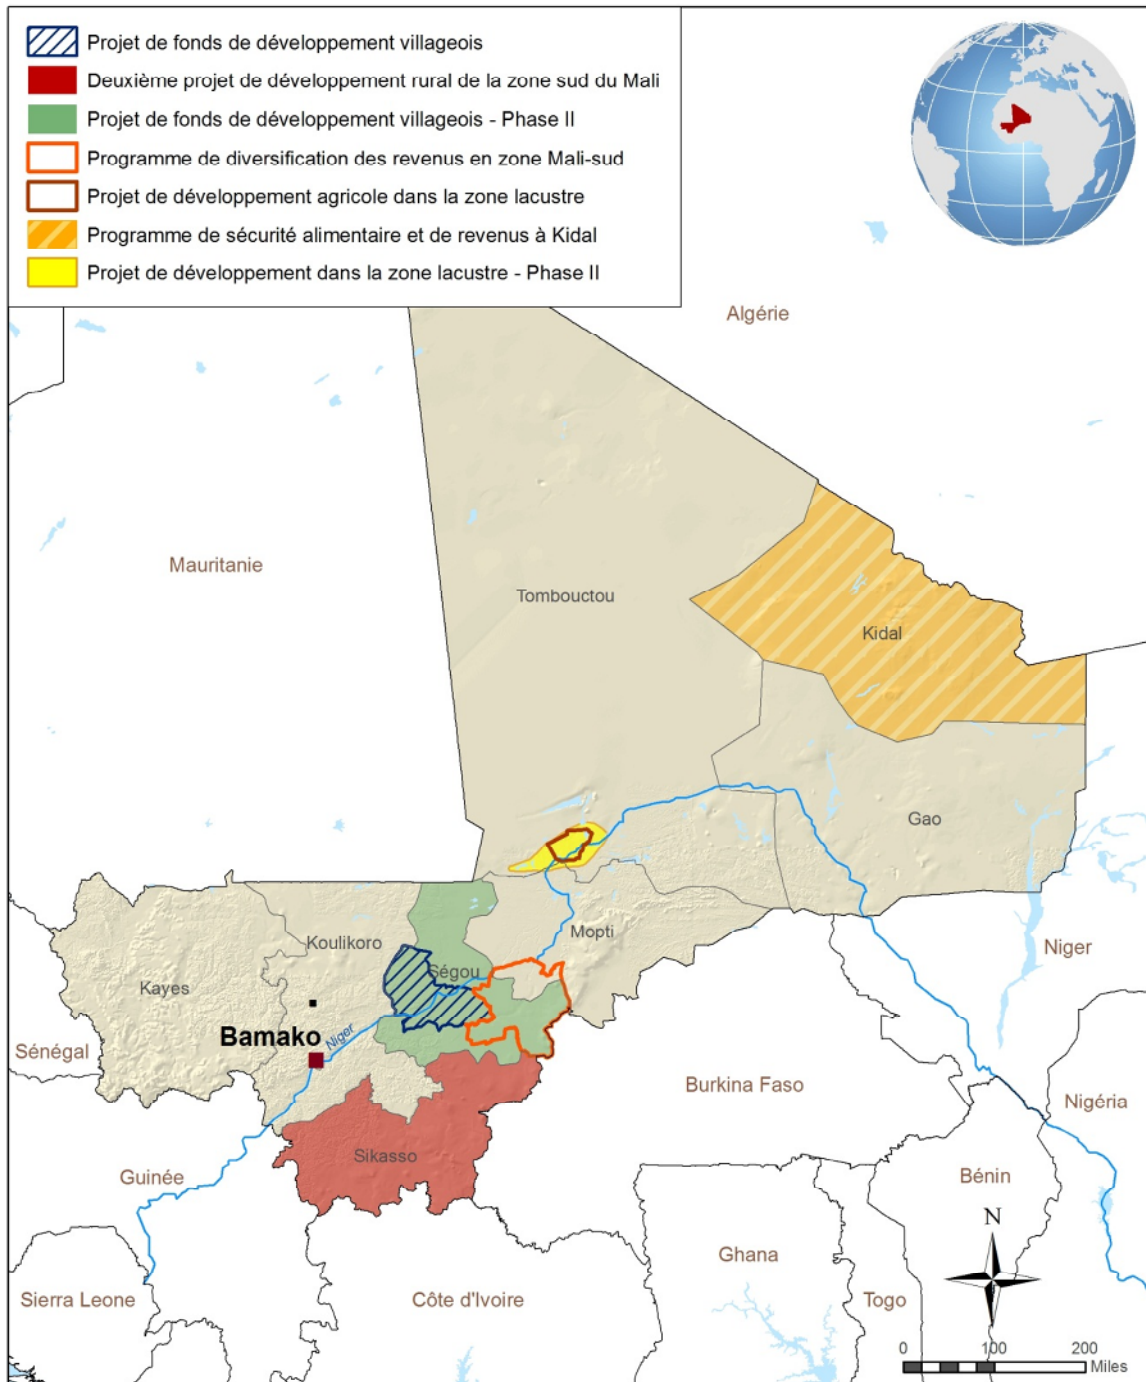 Projet de fonds de développement villageois
Deuxième projet de développement rural de la zone sud du Mali
Projet de fonds de développement villageois - Phase II
Programme de diversification des revenus en zone Mali-sud
Projet de développement agricole dans la zone lacustre
Programme de sécurité alimentaire et de revenus à Kidal
Projet de développement dans la zone lacustre - Phase II
Algérie
Mauritanie
Tombouctou
Kidal
Gao
Mopti
Koulikoro
Ségou
Kayes
Niger
Bamako
Niger
Sénégal
Burkina Faso
Nigéria
Sikasso
Guinée
Bénin
N
Ghana
Sierra Leone
Côte d'Ivoire
Togo
0 100 200
Miles